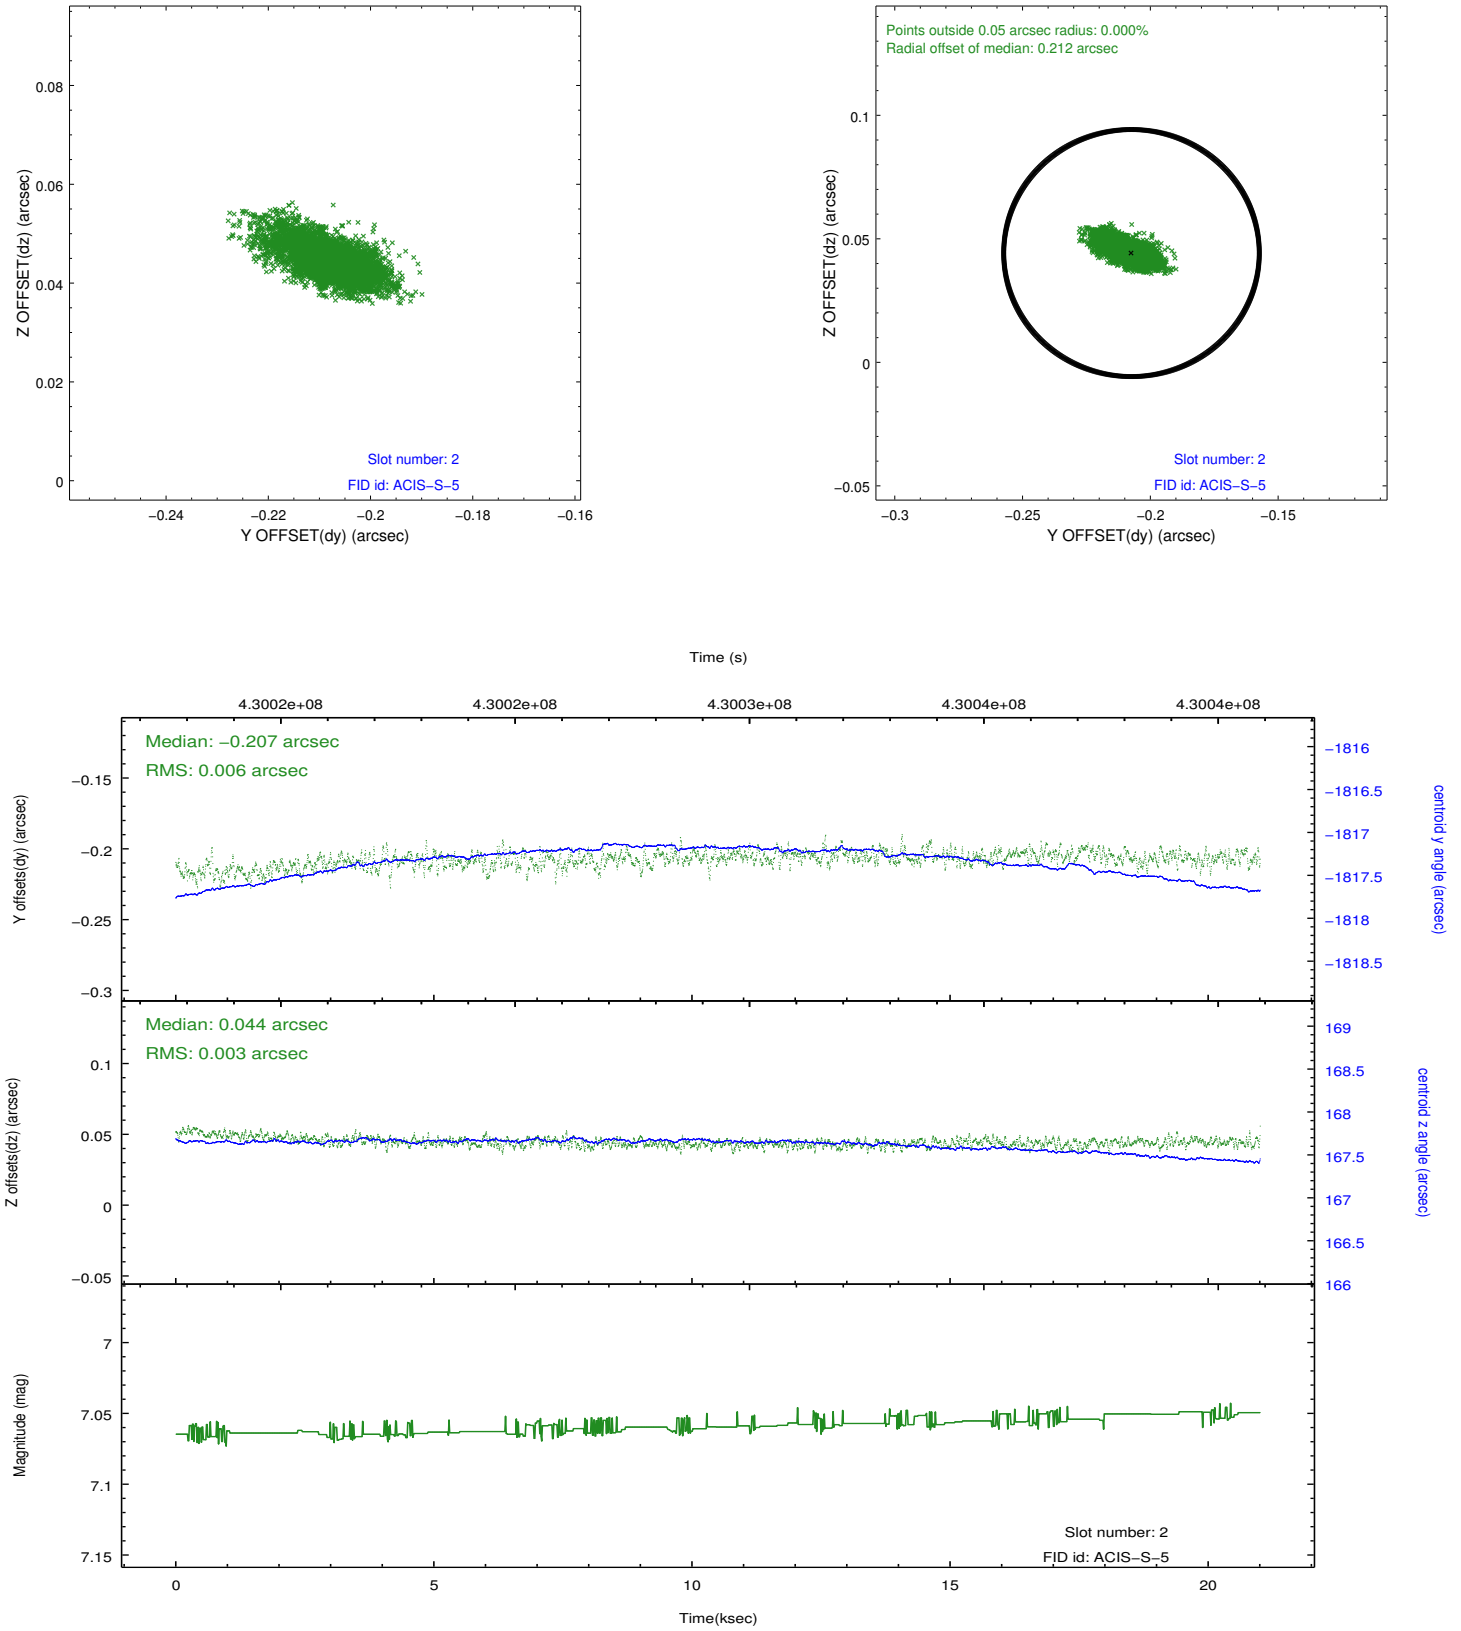 0.08
0.06
0.04
0.02
0
Z OFFSET(dz) (arcsec)
Slot number: 2
FID id: ACIS−S−5
−0.24
−0.22
−0.2
−0.18
−0.16
Y OFFSET(dy) (arcsec)
Points outside 0.05 arcsec radius: 0.000%
Radial offset of median: 0.212 arcsec
0.1
0.05
0
−0.05
Z OFFSET(dz) (arcsec)
Slot number: 2
FID id: ACIS−S−5
−0.3
−0.25
−0.2
−0.15
Y OFFSET(dy) (arcsec)
Time (s)
4.3002e+08
4.3002e+08
4.3003e+08
4.3004e+08
4.3004e+08
Median: −0.207 arcsec
RMS: 0.006 arcsec
−0.15
−0.2
−0.25
−0.3
Y offsets(dy) (arcsec)
−1816
−1816.5
−1817
−1817.5
−1818
−1818.5
centroid y angle (arcsec)
Median: 0.044 arcsec
RMS: 0.003 arcsec
0.1
0.05
0
−0.05
Z offsets(dz) (arcsec)
169
168.5
168
167.5
167
166.5
166
centroid z angle (arcsec)
7
7.05
7.1
7.15
Magnitude (mag)
Slot number: 2
FID id: ACIS−S−5
0
5
10
15
20
Time(ksec)